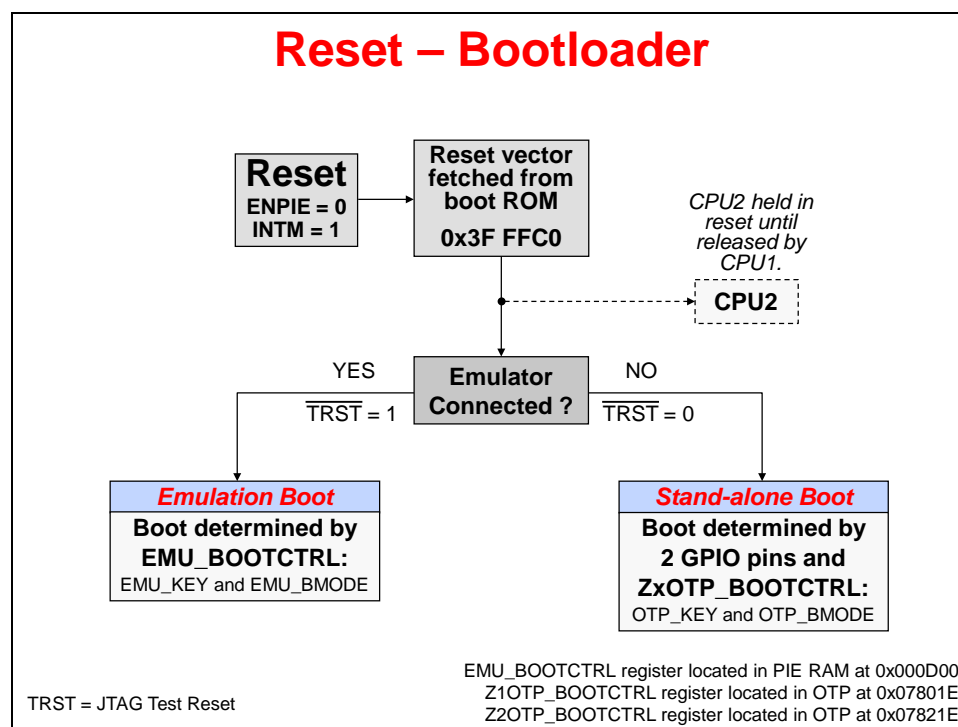 Reset – Bootloader
Reset
ENPIE = 0
INTM = 1
Reset vector
fetched from
boot ROM
0x3F FFC0
CPU2 held in
reset until
released by
CPU1.
CPU2
Emulator
Connected ?
YES
TRST = 1
NO
TRST = 0
Emulation Boot
Boot determined by
EMU_BOOTCTRL:
EMU_KEY and EMU_BMODE
Stand-alone Boot
Boot determined by
2 GPIO pins and
ZxOTP_BOOTCTRL:
OTP_KEY and OTP_BMODE
TRST = JTAG Test Reset
EMU_BOOTCTRL register located in PIE RAM at 0x000D00
Z1OTP_BOOTCTRL register located in OTP at 0x07801E
Z2OTP_BOOTCTRL register located in OTP at 0x07821E